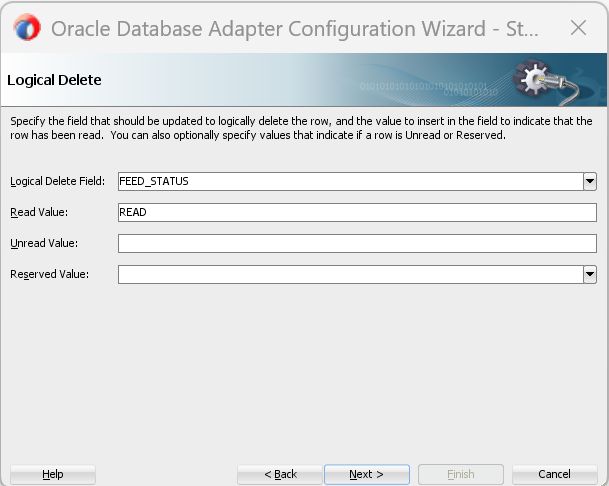 Oracle Database Adapter Configuration Wizard - St...
Logical Delete
Specify the field that should be updated to logically delete the row, and the value to insert in the field to indicate that the
row has been read. You can also optionally specify values that indicate if a row is Unread or Reserved.
Logical Delete Field: FEED_STATUS
Read Value: READ
Unread Value:
Reserved Value:
Help < Back Next > Finish Cancel